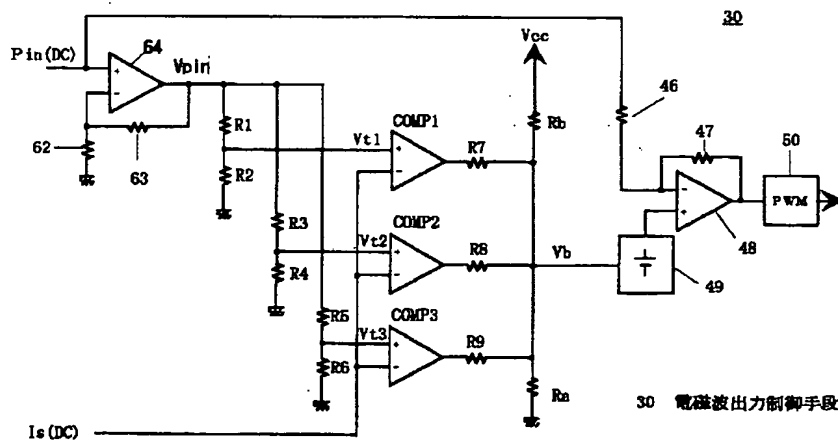 30
Pin(DC)
64
Vpin
Vcc
46
62
63
R1
R2
Vt1
COMP1
R7
Rb
47
50
PWM
48
R3
R4
Vt2
COMP2
R8
Vb
49
R5
R6
Vt3
COMP3
R9
Ra
Is(DC)
30 電磁波出力制御手段